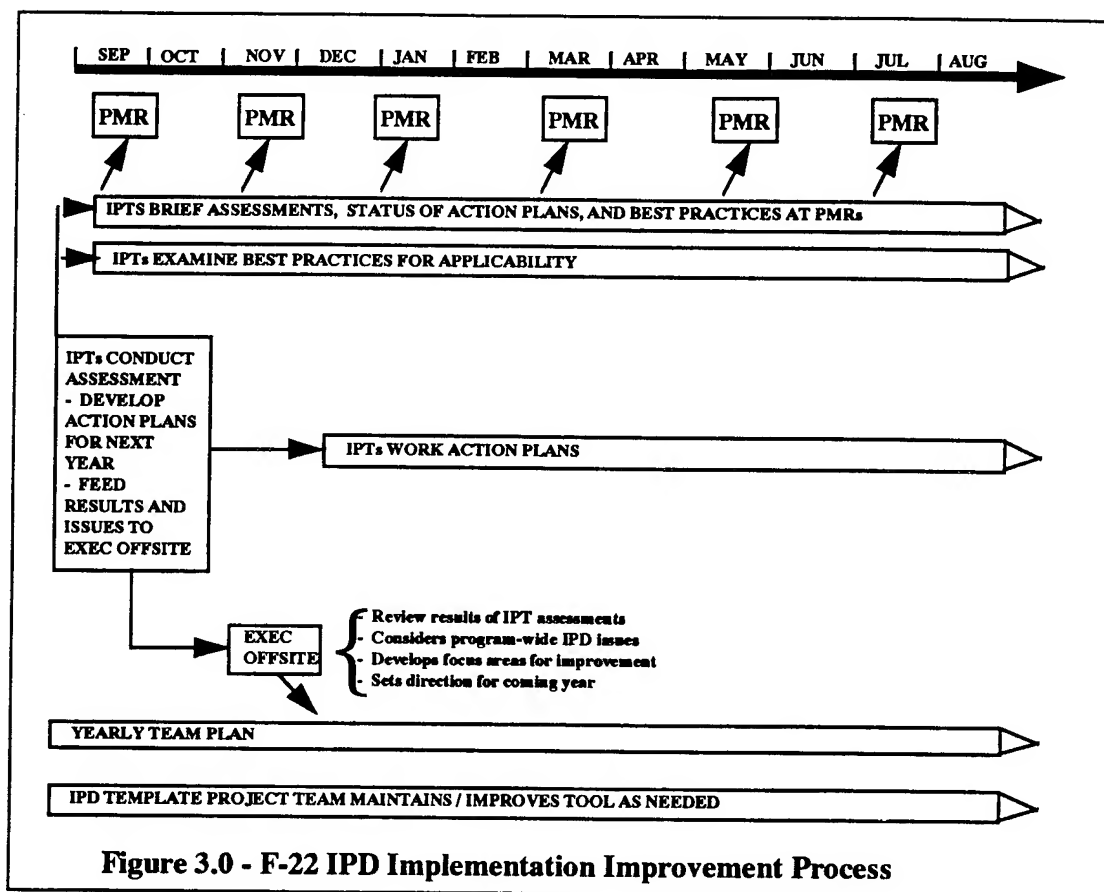 SEP | OCT | NOV | DEC | JAN | FEB | MAR | APR | MAY | JUN | JUL | AUG
PMR PMR PMR PMR PMR PMR
IPTS BRIEF ASSESSMENTS, STATUS OF ACTION PLANS, AND BEST PRACTICES AT PMRs
IPTs EXAMINE BEST PRACTICES FOR APPLICABILITY
IPTs CONDUCT
ASSESSMENT
- DEVELOP
ACTION PLANS
FOR NEXT
YEAR
- FEED
RESULTS AND
ISSUES TO
EXEC OFFSITE
IPTs WORK ACTION PLANS
EXEC
OFFSITE
- Review results of IPT assessments
- Considers program-wide IPD issues
- Develops focus areas for improvement
- Sets direction for coming year
YEARLY TEAM PLAN
IPD TEMPLATE PROJECT TEAM MAINTAINS / IMPROVES TOOL AS NEEDED
Figure 3.0 - F-22 IPD Implementation Improvement Process